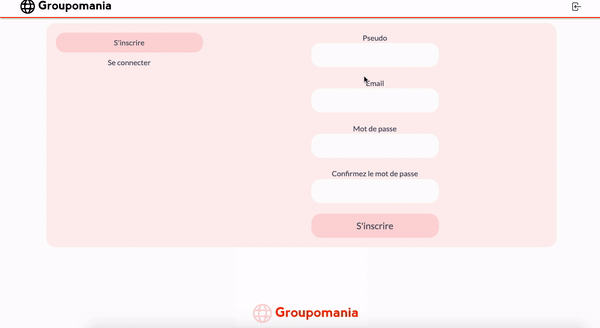 Groupomania
S'inscrire
Se connecter
Pseudo
Email
Mot de passe
Confirmez le mot de passe
S'inscrire
Groupomania